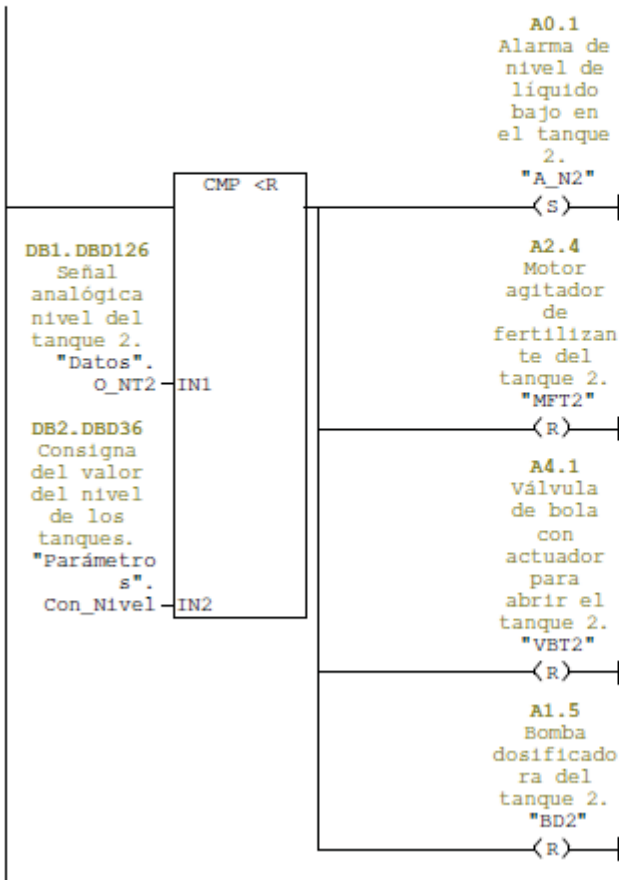 A0.1
Alarma de
nivel de
líquido
bajo en
el tanque
2.
"A_N2"
CMP <R
S
DB1.DBD126
Señal
analógica
nivel del
tanque 2.
"Datos".
O_NT2
IN1
A2.4
Motor
agitador
de
fertilizan
te del
tanque 2.
"MFT2"
R
DB2.DBD36
Consigna
del valor
del nivel
de los
tanques.
"Parámetro
s".
Con_Nivel
IN2
A4.1
Válvula
de bola
con
actuador
para
abrir el
tanque 2.
"VBT2"
R
A1.5
Bomba
dosificado
ra del
tanque 2.
"BD2"
R